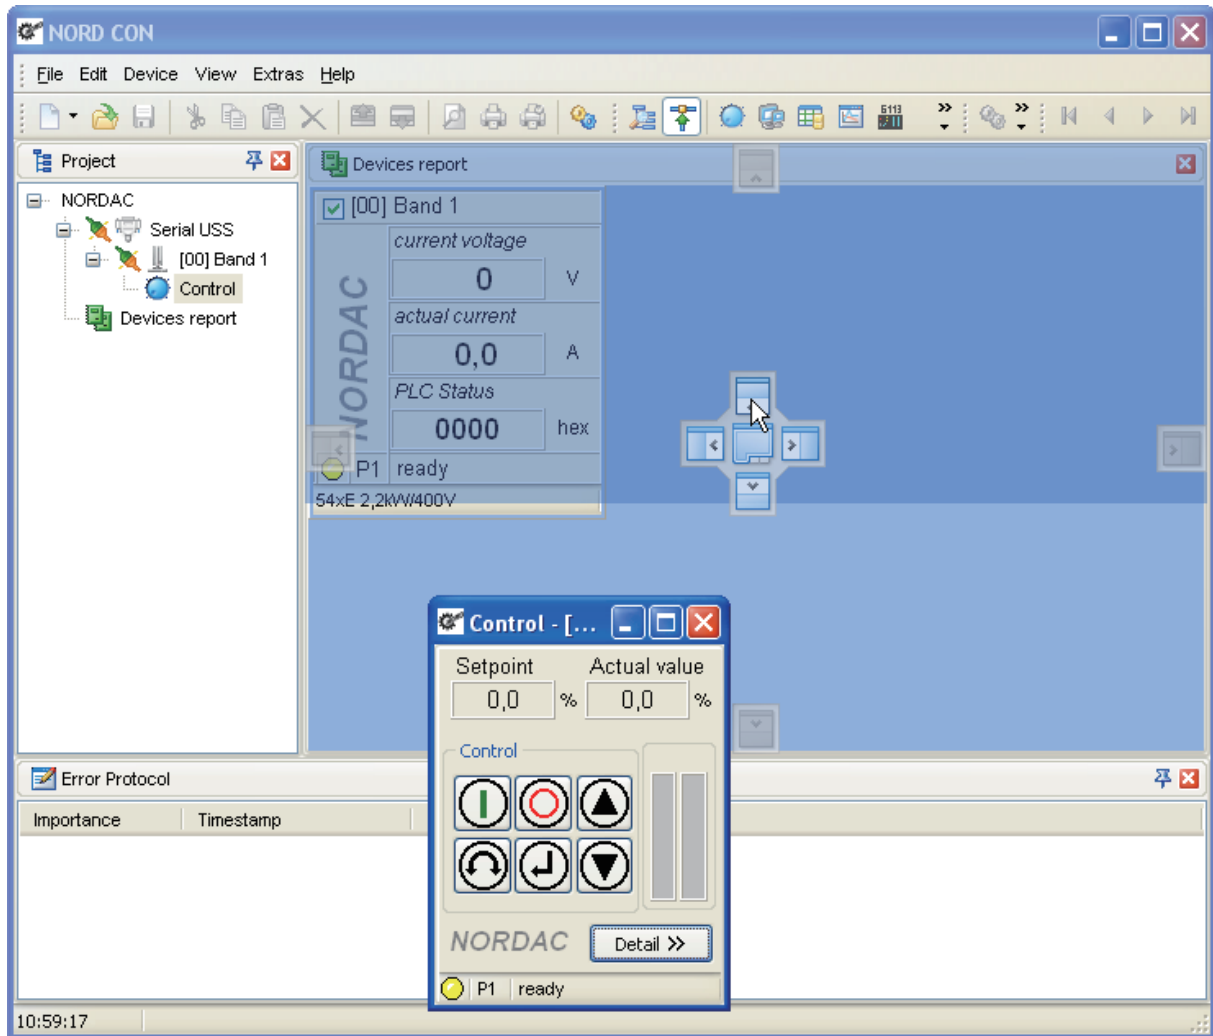 NORD CON
File Edit Device View Extras Help
Project
Devices report
NORDAC
Serial USS
[00] Band 1
Control
Devices report
[00] Band 1
NORDAC
current voltage
0 V
actual current
0,0 A
PLC Status
0000 hex
P1 ready
54xE 2,2kW/400V
Control - [...
Setpoint Actual value
0,0 % 0,0 %
Control
NORDAC Detail >>
P1 ready
Error Protocol
Importance Timestamp
10:59:17